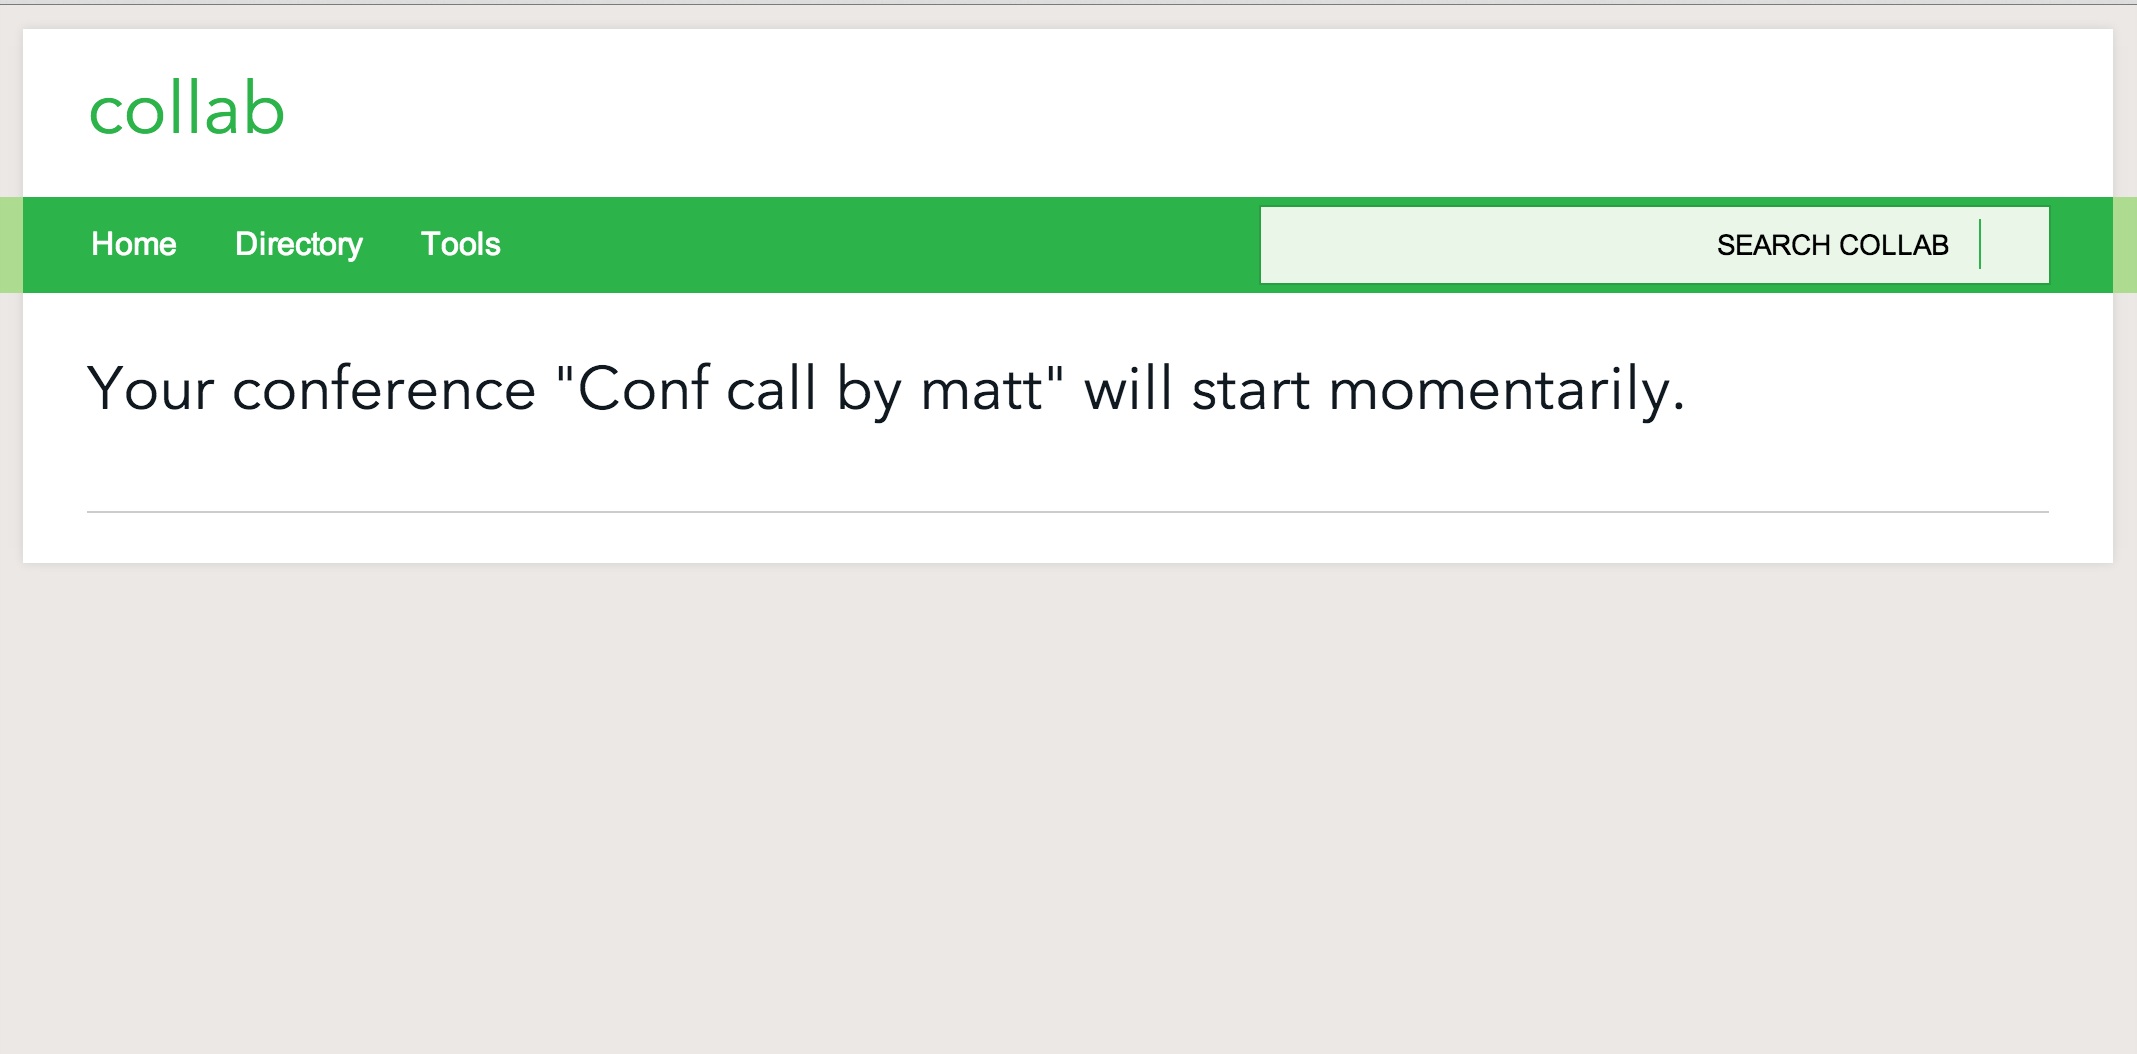 collab
Home Directory Tools SEARCH COLLAB
Your conference "Conf call by matt" will start momentarily.